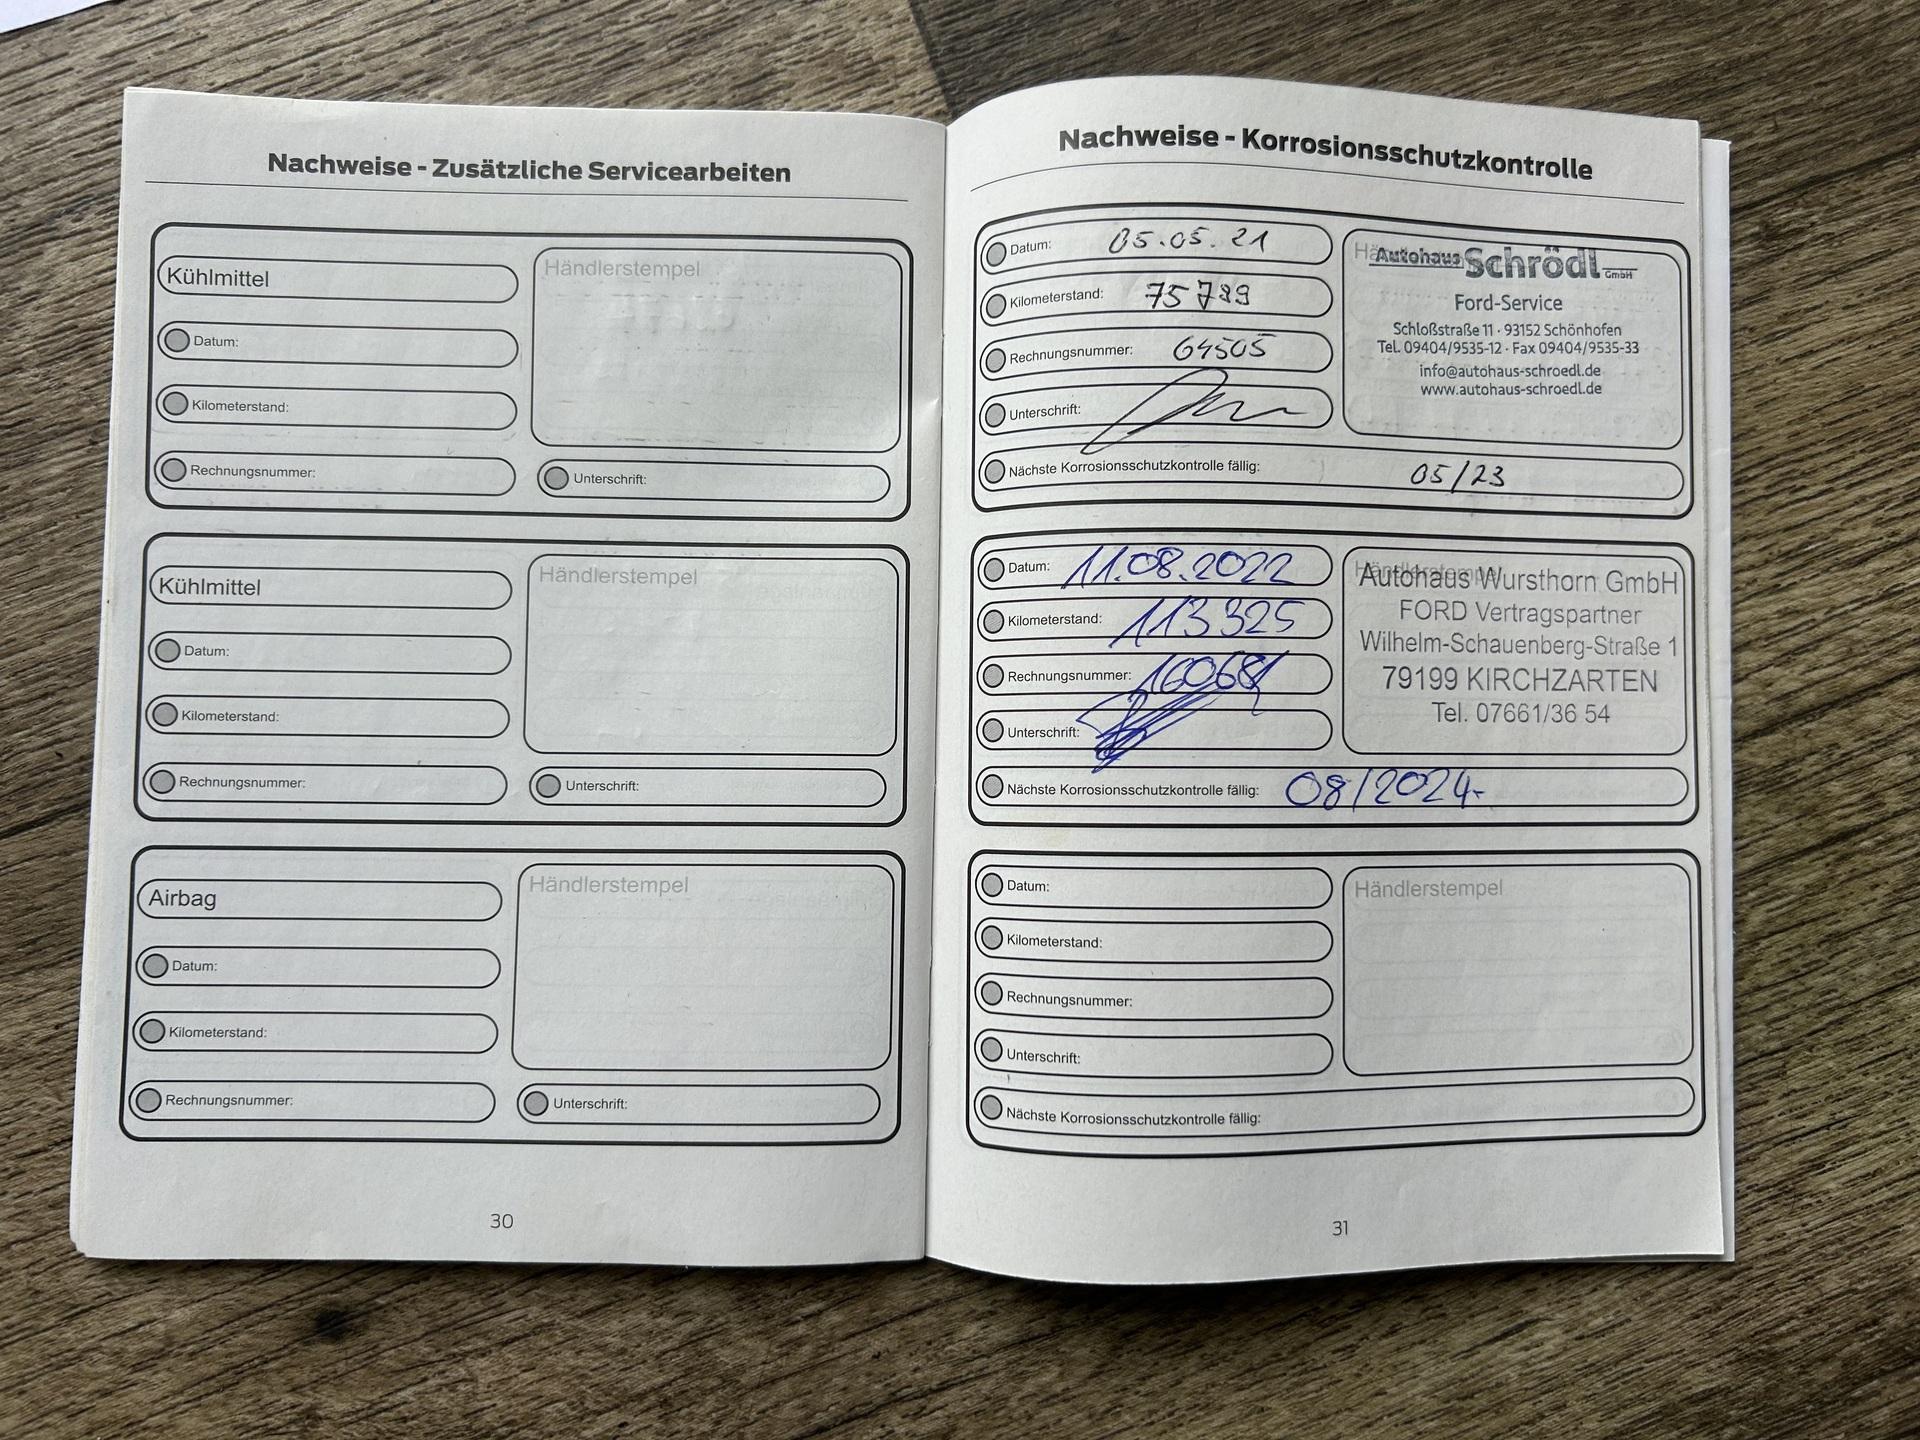 Nachweise - Zusätzliche Servicearbeiten
Kühlmittel
Händlerstempel
Datum:
Kilometerstand:
Rechnungsnummer:
Unterschrift:
Kühlmittel
Händlerstempel
Datum:
Kilometerstand:
Rechnungsnummer:
Unterschrift:
Airbag
Händlerstempel
Datum:
Kilometerstand:
Rechnungsnummer:
Unterschrift:
30
Nachweise - Korrosionsschutzkontrolle
Datum: 05.05.21
Kilometerstand: 75789
Rechnungsnummer: 64505
Unterschrift:
Autohaus Schrödl GmbH
Ford-Service
Schloßstraße 11 · 93152 Schönhofen
Tel. 09404/9535-12 · Fax 09404/9535-33
info@autohaus-schroedl.de
www.autohaus-schroedl.de
Nächste Korrosionsschutzkontrolle fällig: 05/23
Datum: 11.08.2022
Kilometerstand: 113325
Rechnungsnummer: 16068
Unterschrift:
Händlerstempel
Autohaus Wursthorn GmbH
FORD Vertragspartner
Wilhelm-Schauenberg-Straße 1
79199 KIRCHZARTEN
Tel. 07661/36 54
Nächste Korrosionsschutzkontrolle fällig: 08/2024-
Datum:
Händlerstempel
Kilometerstand:
Rechnungsnummer:
Unterschrift:
Nächste Korrosionsschutzkontrolle fällig:
31